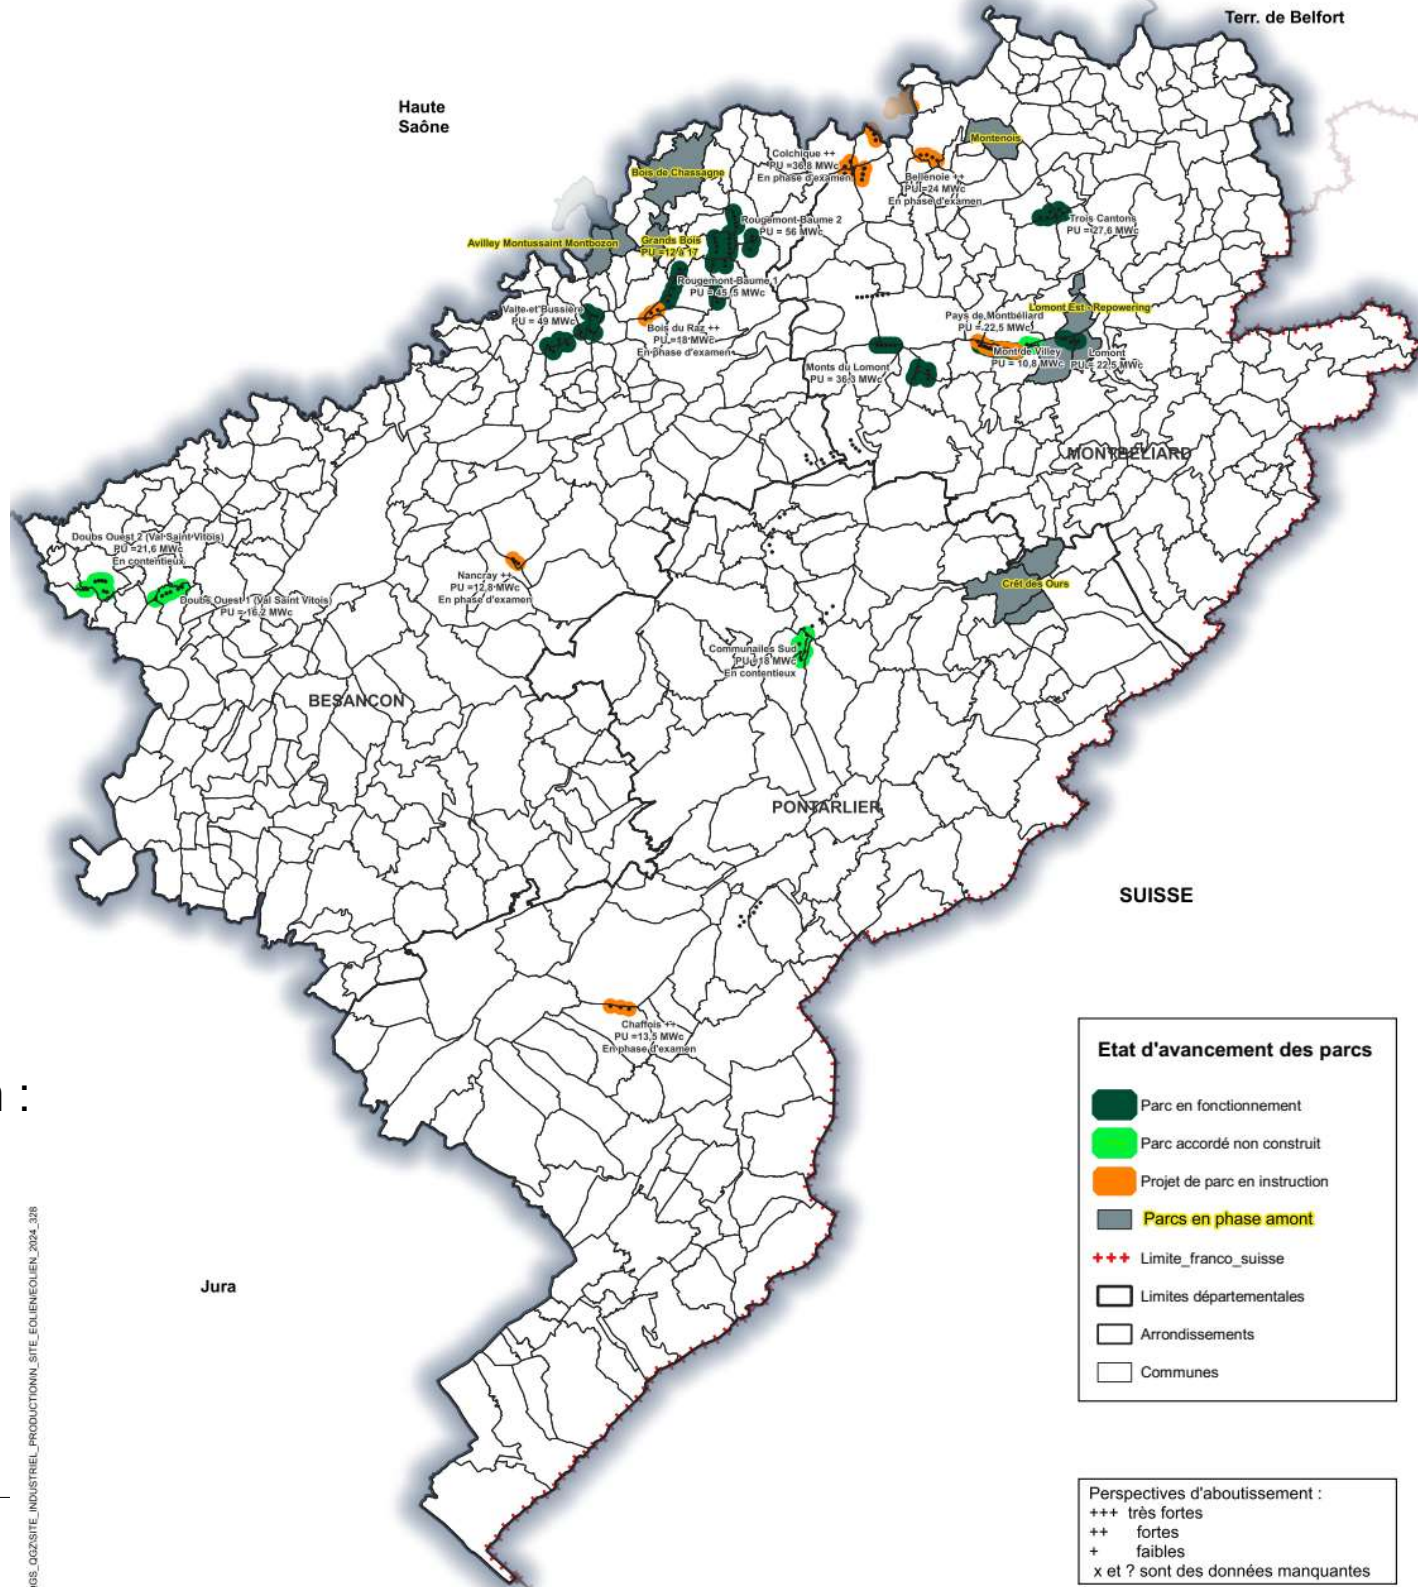 Terr. de Belfort
Haute
Saône
Montenois
Colchique ++
PU =36,8 MWc
En phase d'examen
Bellenoie ++
PU =24 MWc
En phase d'examen
Bois de Chassagne
Rougemont-Baume 2
PU = 56 MWc
Trois Cantons
PU = 27,6 MWc
Avilley Montussaint Montbozon
Grands Bois
PU =12 à 17
Rougemont-Baume 1
PU = 45,5 MWc
Vaite et Bussière
PU = 49 MWc
Lomont Est - Repowering
Pays de Montbéliard
PU = 22,5 MWc
Bois du Raz ++
PU =18 MWc
En phase d'examen
Mont de Villey
PU = 10,8 MWc
Lomont
PU = 22,5 MWc
Monts du Lomont
PU = 36,3 MWc
MONTBELIARD
Doubs Ouest 2 (Val Saint Vitois)
PU =21,6 MWc
En contentieux
Nancray ++
PU =12,8 MWc
En phase d'examen
Crêt des Ours
Doubs Ouest 1 (Val Saint Vitois)
PU = 16,2 MWc
Communailles Sud
PU =18 MWc
En contentieux
BESANCON
PONTARLIER
SUISSE
Chaffois ++
PU =13,5 MWc
En phase d'examen
Jura
Etat d'avancement des parcs
Parc en fonctionnement
Parc accordé non construit
Projet de parc en instruction
Parcs en phase amont
Limite_franco_suisse
Limites départementales
Arrondissements
Communes
Perspectives d'aboutissement :
+++ très fortes
++ fortes
+ faibles
x et ? sont des données manquantes
:
GS_QGZ\SITE_INDUSTRIEL_PRODUCTION\N_SITE_EOLIEN\EOLIEN_2024_328